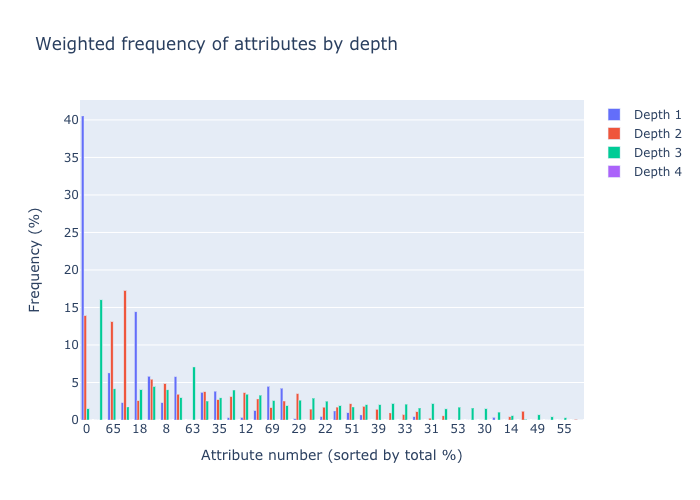 Weighted frequency of attributes by depth
Depth 1
Depth 2
Depth 3
Depth 4
Frequency (%)
40
35
30
25
20
15
10
5
0
0 65 18 8 63 35 12 69 29 22 51 39 33 31 53 30 14 49 55
Attribute number (sorted by total %)